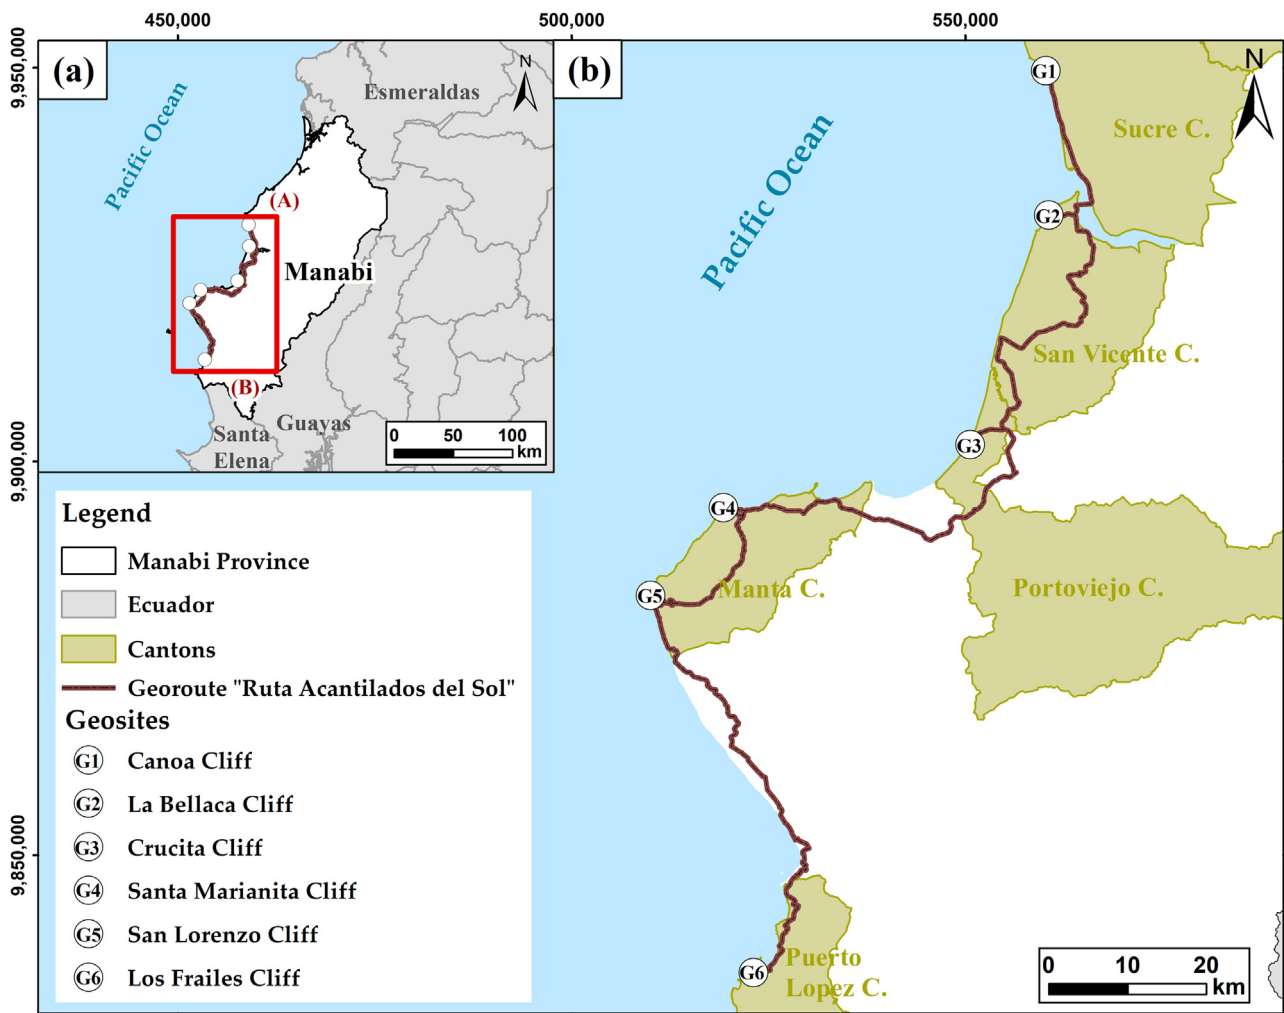 450,000
500,000
550,000
9,950,000
9,900,000
9,850,000
(a)
N
Esmeraldas
Pacific Ocean
(A)
Manabi
(B)
Guayas
Santa
Elena
0 50 100
km
(b)
N
G1
Sucre C.
Pacific Ocean
G2
San Vicente C.
G3
G4
G5
Manta C.
Portoviejo C.
G6
Puerto
Lopez C.
0 10 20
km
Legend
Manabi Province
Ecuador
Cantons
Georoute "Ruta Acantilados del Sol"
Geosites
G1 Canoa Cliff
G2 La Bellaca Cliff
G3 Crucita Cliff
G4 Santa Marianita Cliff
G5 San Lorenzo Cliff
G6 Los Frailes Cliff